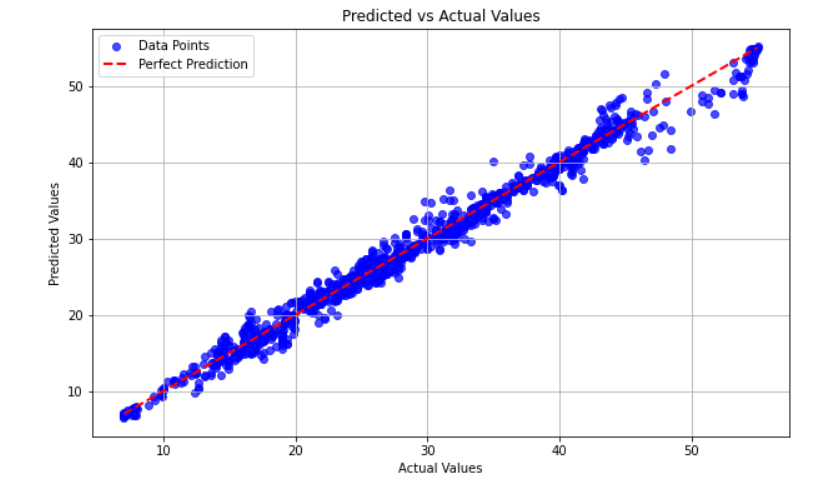 Predicted vs Actual Values
Data Points
Perfect Prediction
50
40
30
20
10
Predicted Values
10 20 30 40 50
Actual Values